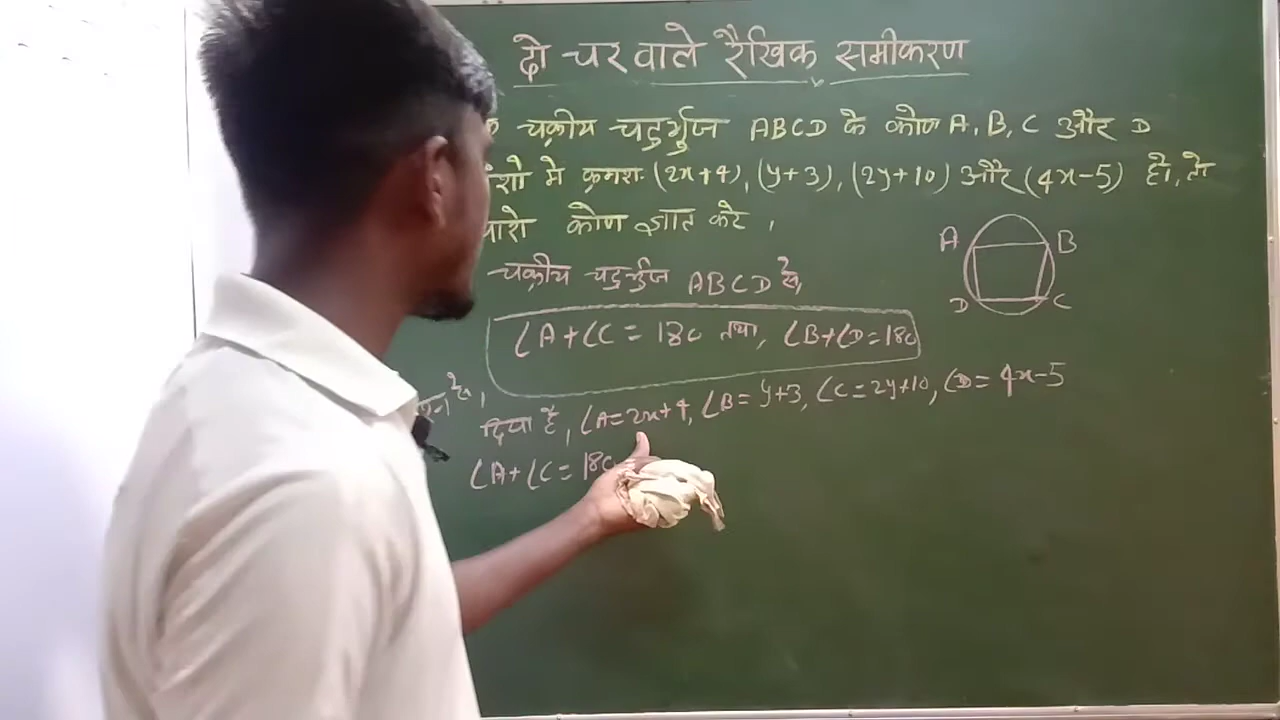 दो चर वाले रैखिक समीकरण
चक्रीय चतुर्भुज ABCD के कोण A, B, C और D
मे क्रमशः (2x+4), (y+3), (2y+10) और (4x-5) हो, तो
कोण ज्ञात करे ।
A B
D C
चक्रीय चतुर्भुज ABCD से,
∠A+∠C = 180 तथा, ∠B+∠D=180
दिया है, ∠A=2x+4, ∠B=y+3, ∠C=2y+10, ∠D=4x-5
∠A+∠C=180